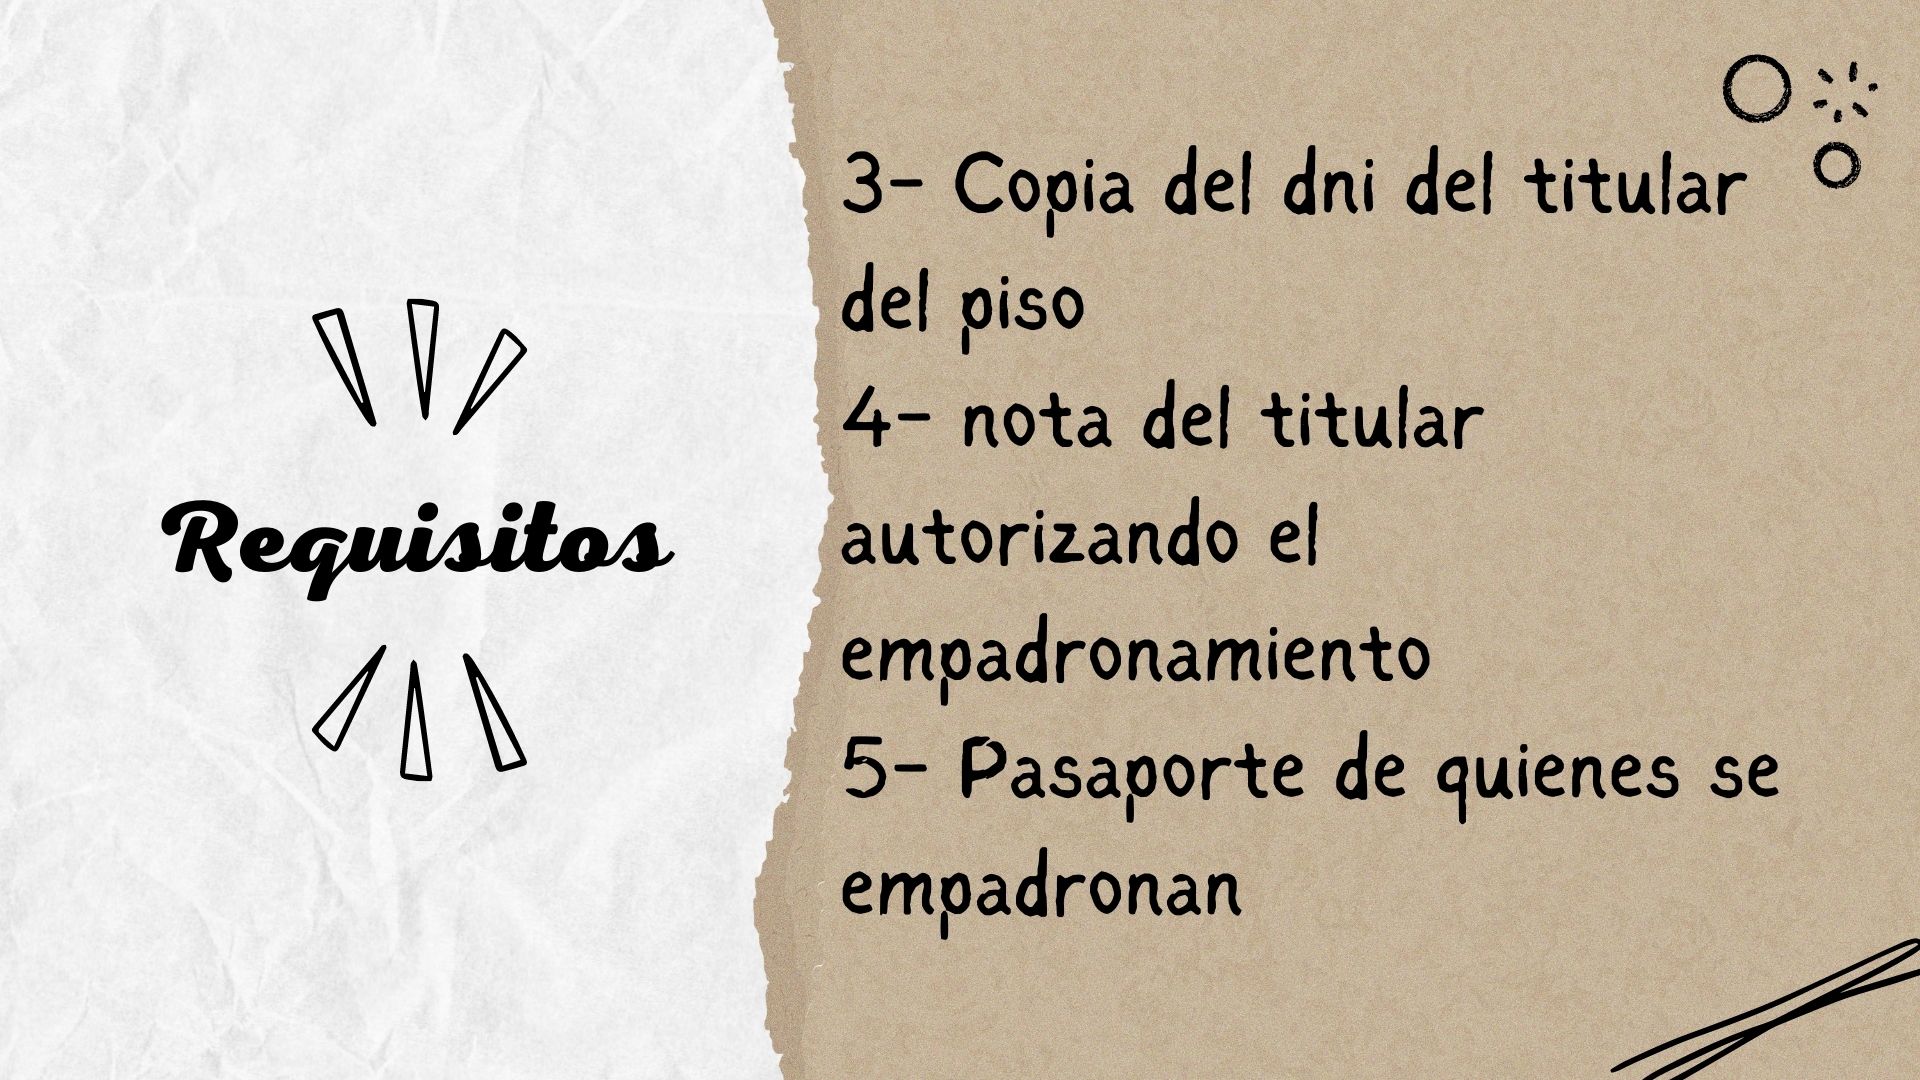 Requisitos
3- Copia del dni del titular
del piso
4- nota del titular
autorizando el
empadronamiento
5- Pasaporte de quienes se
empadronan